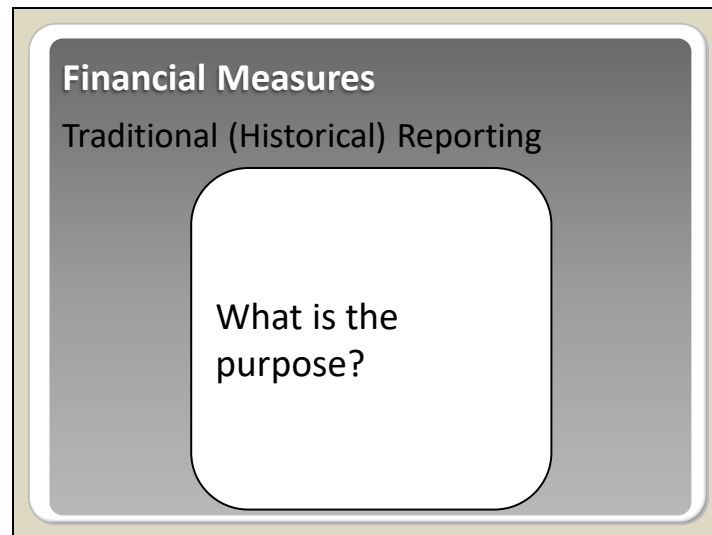 Financial Measures
Traditional (Historical) Reporting
What is the
purpose?